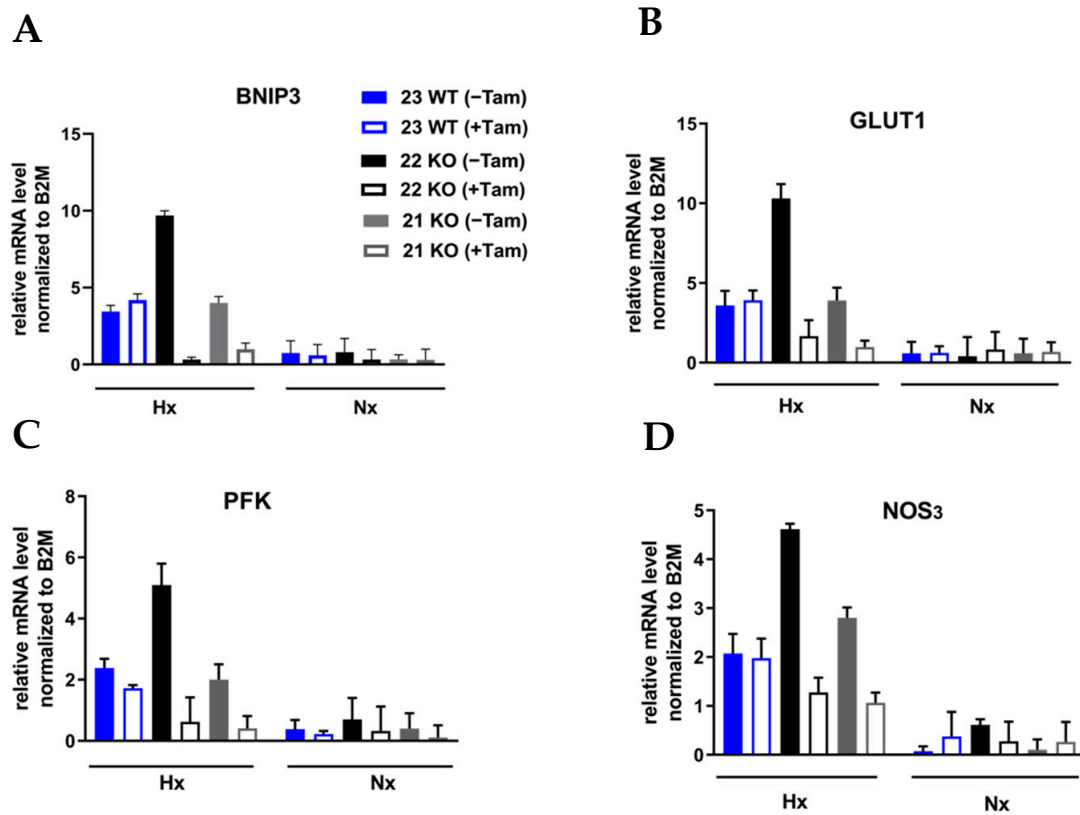 A
BNIP3
23 WT (−Tam)
23 WT (+Tam)
22 KO (−Tam)
22 KO (+Tam)
21 KO (−Tam)
21 KO (+Tam)
relative mRNA level
normalized to B2M
15
10
5
0
Hx
Nx
B
GLUT1
relative mRNA level
normalized to B2M
15
10
5
0
Hx
Nx
C
PFK
relative mRNA level
normalized to B2M
8
6
4
2
0
Hx
Nx
D
NOS3
relative mRNA level
normalized to B2M
5
4
3
2
1
0
Hx
Nx